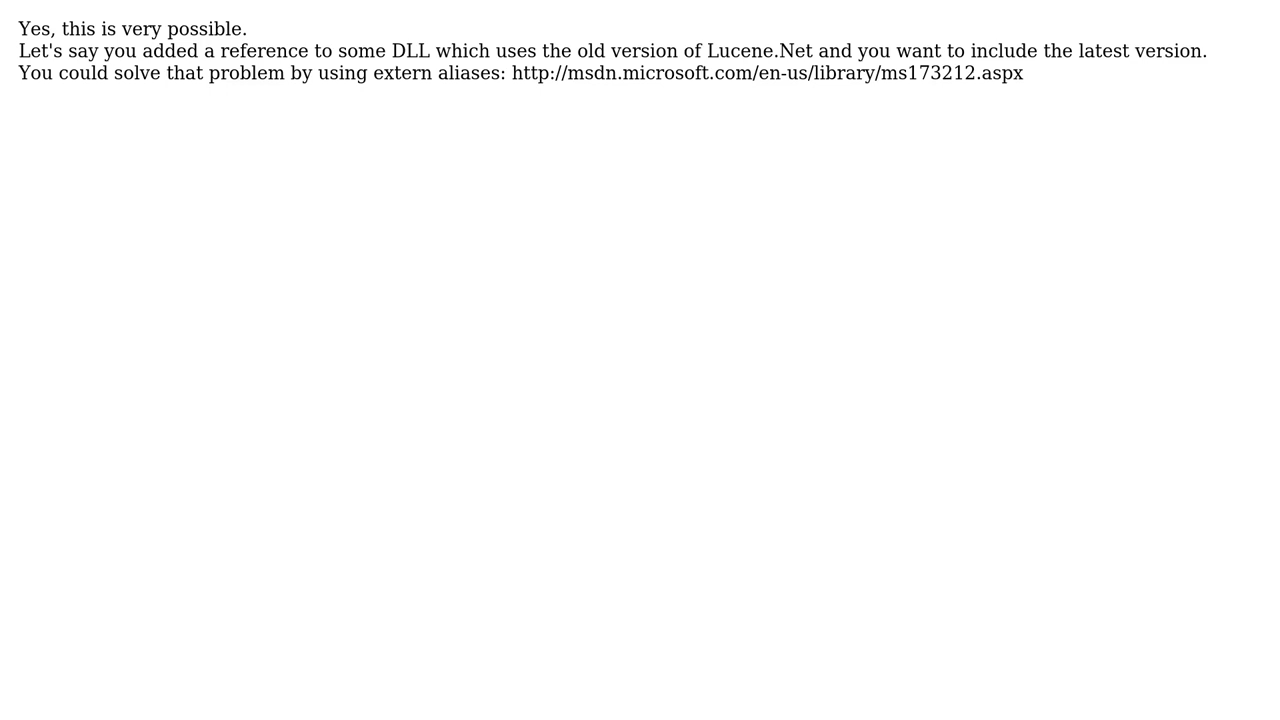 Yes, this is very possible.
Let's say you added a reference to some DLL which uses the old version of Lucene.Net and you want to include the latest version.
You could solve that problem by using extern aliases: http://msdn.microsoft.com/en-us/library/ms173212.aspx